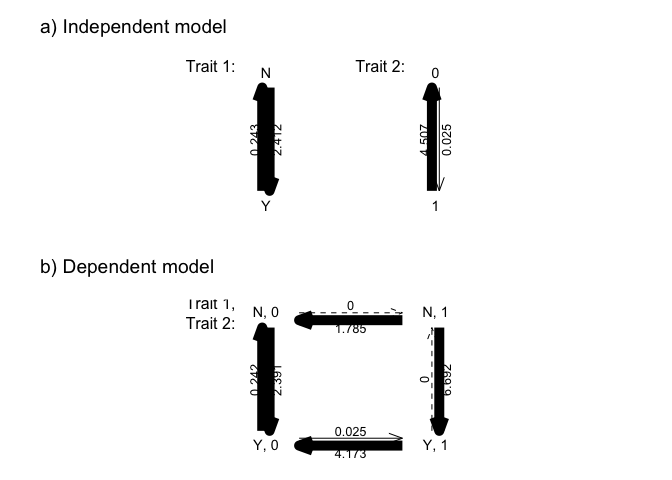 a) Independent model
Trait 1:
N
0.243
2.412
Y
Trait 2:
0
4.507
0.025
1
b) Dependent model
Trait 1,
Trait 2:
N, 0
0
1.785
N, 1
0.242
2.391
0
6.692
Y, 0
0.025
4.173
Y, 1